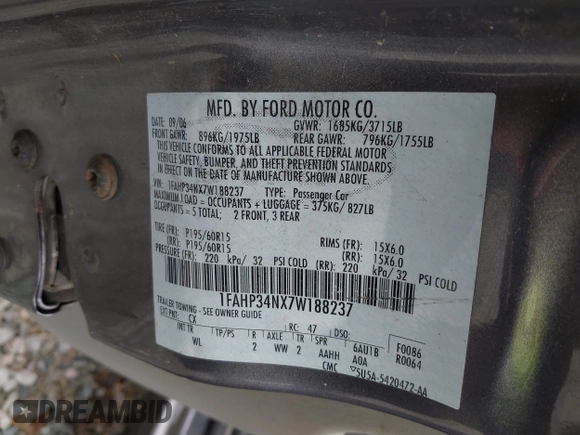 MFD. BY FORD MOTOR CO.
DATE: 09/06 GVWR: 1685KG/3715LB
FRONT GAWR: 896KG/1975LB REAR GAWR: 796KG/1755LB
THIS VEHICLE CONFORMS TO ALL APPLICABLE FEDERAL MOTOR
VEHICLE SAFETY, BUMPER, AND THEFT PREVENTION STANDARDS
IN EFFECT ON THE DATE OF MANUFACTURE SHOWN ABOVE.
VIN: 1FAHP34NX7W188237 TYPE: Passenger Car
MAXIMUM LOAD = OCCUPANTS + LUGGAGE = 375KG/ 827LB
OCCUPANTS = 5 TOTAL; 2 FRONT, 3 REAR
TIRE (FR): P195/60R15 RIMS (FR): 15X6.0
(RR): P195/60R15 (RR): 15X6.0
PRESSURE: (FR) 220 kPa/ 32 PSI COLD (RR) 220 kPa/ 32 PSI COLD
1FAHP34NX7W188237
TRAILER TOWING - SEE OWNER GUIDE
EXT PNT: CX RC: 47 DSO:
INT TR TP/PS R AXLE TR SPR 6AU1B F0086
WL 2 WW 2 AAHH A0A R0064
CMC ▽SU5A-5420472-AA
DREAMBID